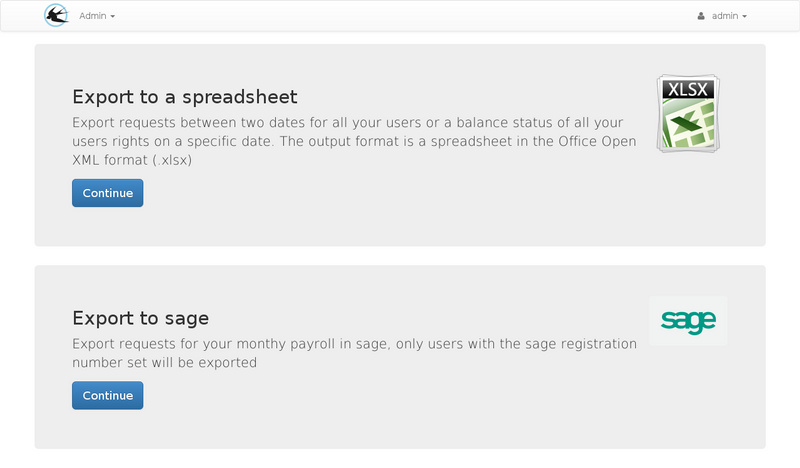 Admin
admin
Export to a spreadsheet
XLSX
Export requests between two dates for all your users or a balance status of all your
users rights on a specific date. The output format is a spreadsheet in the Office Open
XML format (.xlsx)
Continue
Export to sage
sage
Export requests for your monthy payroll in sage, only users with the sage registration
number set will be exported
Continue